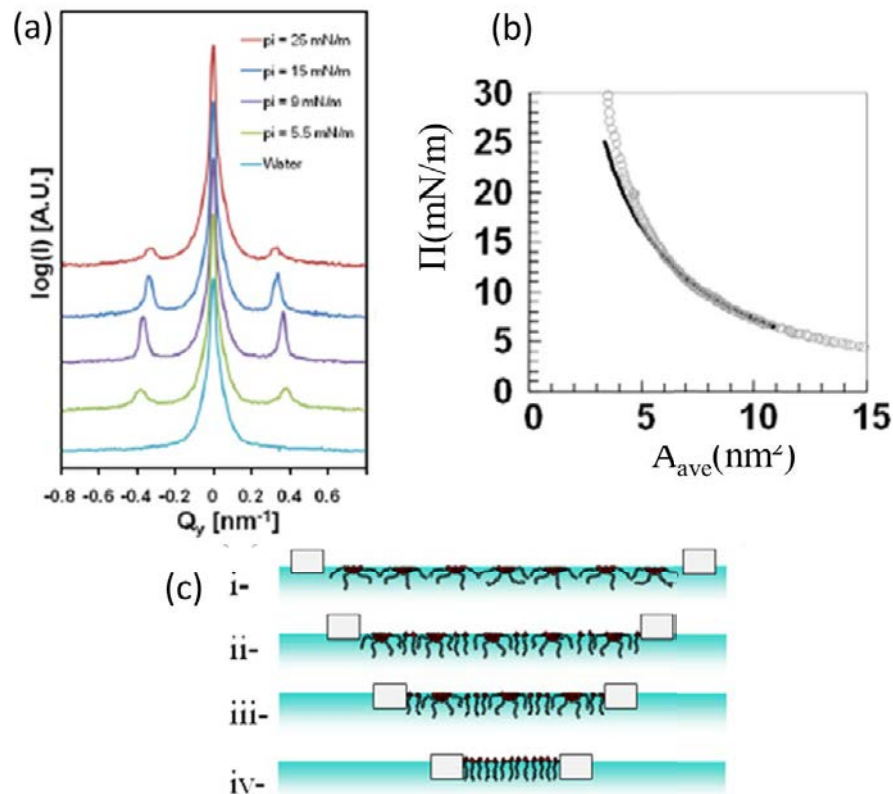 (a)
pi = 25 mN/m
pi = 15 mN/m
pi = 9 mN/m
pi = 5.5 mN/m
Water
log(I) [A.U.]
-0.8 -0.6 -0.4 -0.2 0 0.2 0.4 0.6
Qy [nm⁻¹]
(b)
30
25
20
15
10
5
0
Π(mN/m)
0 5 10 15
Aave(nm²)
(c)
i-
ii-
iii-
iv-